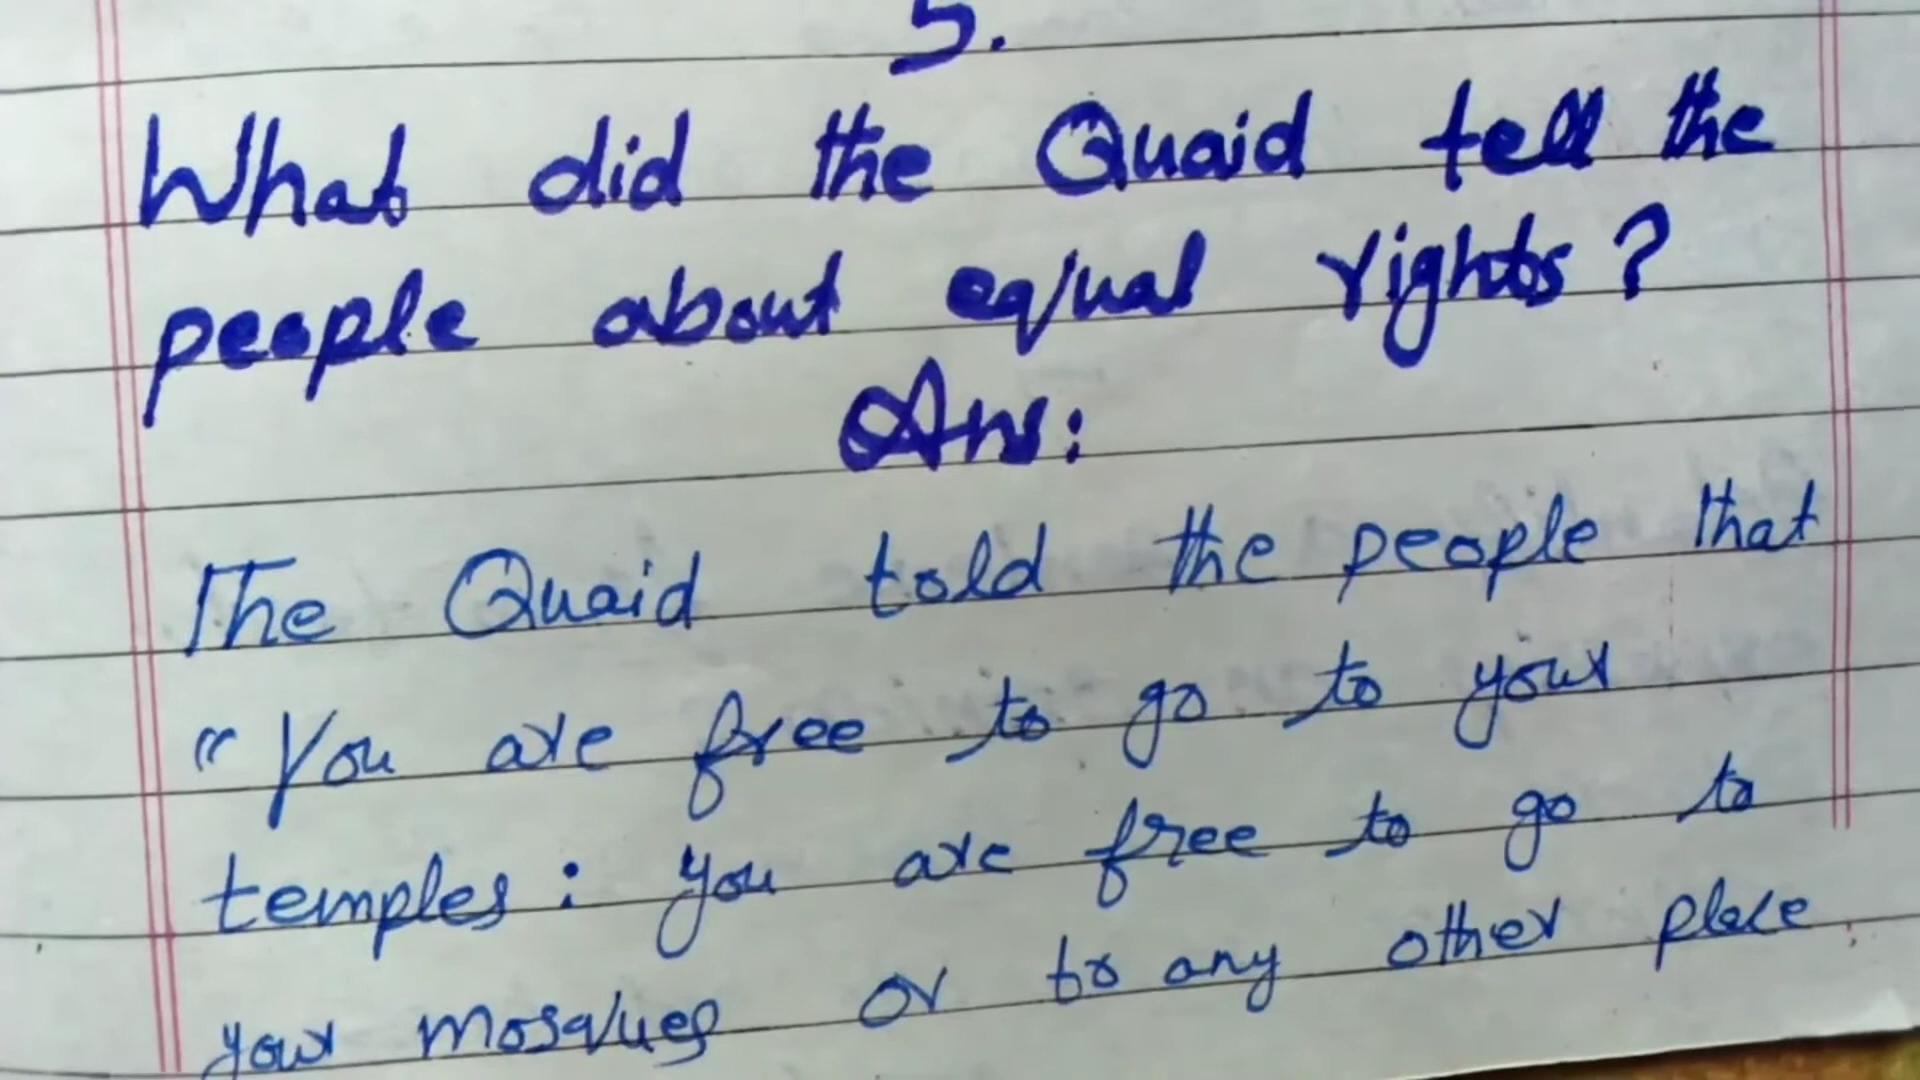 5.
What did the Quaid tell the
people about equal rights?
Ans:
The Quaid told the people that
"You are free to go to your
temples: you are free to go to
your mosques or to any other place